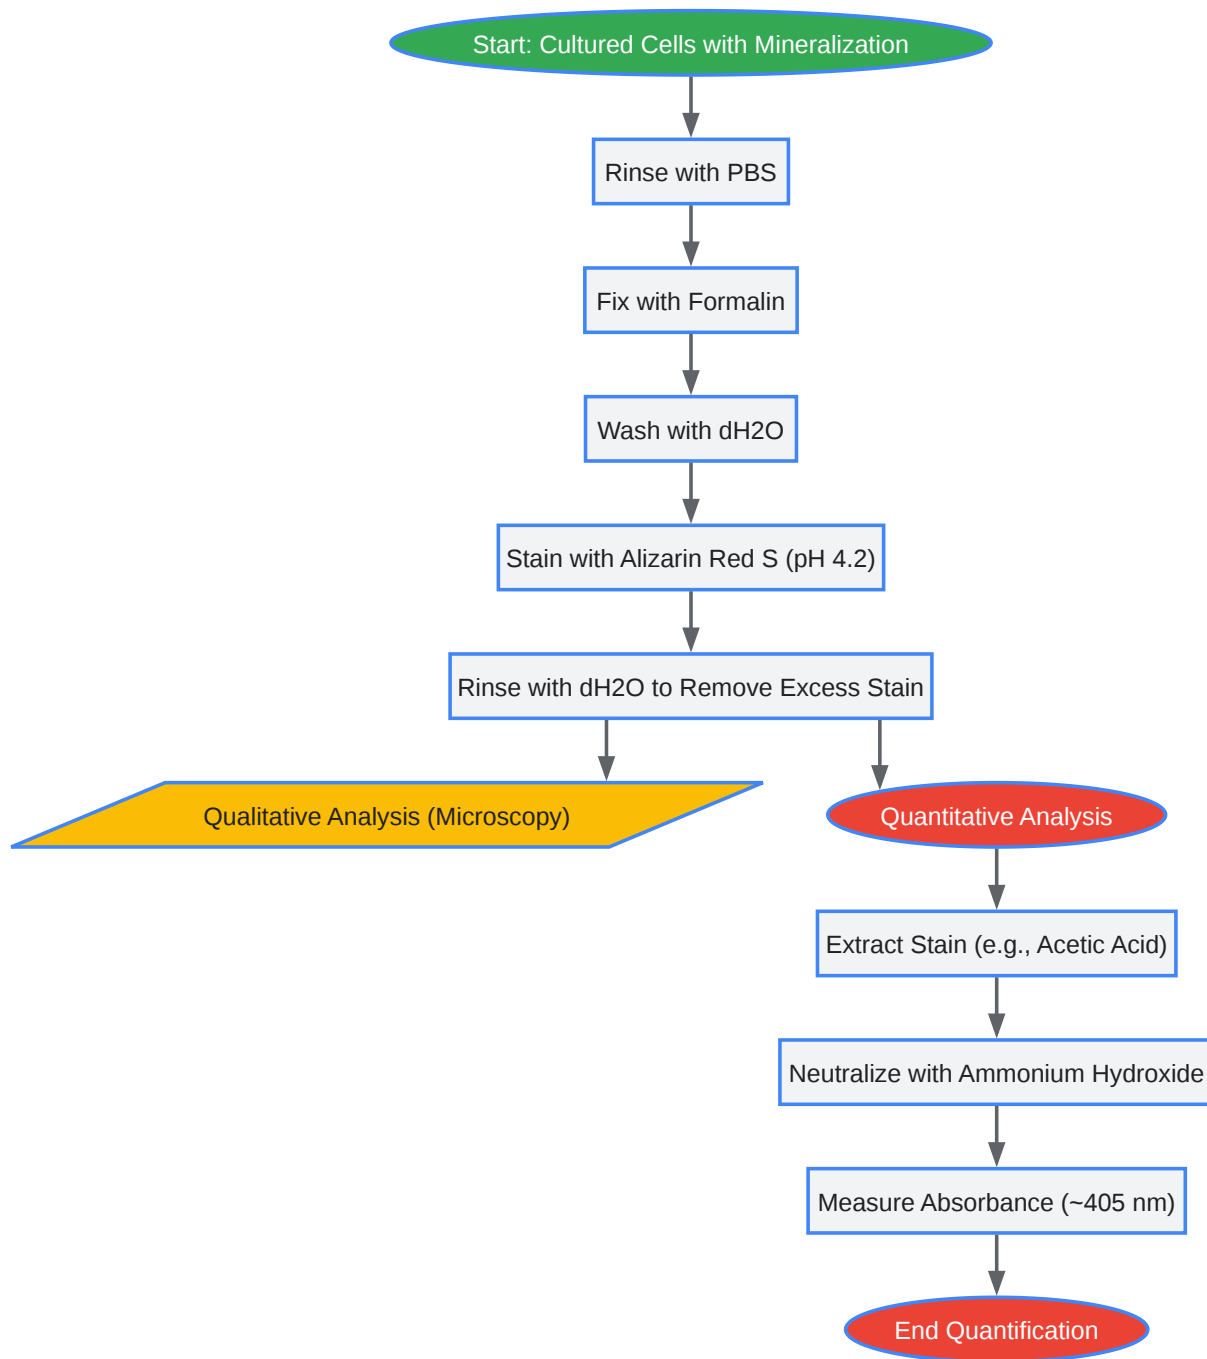 Start: Cultured Cells with Mineralization
Rinse with PBS
Fix with Formalin
Wash with dH2O
Stain with Alizarin Red S (pH 4.2)
Rinse with dH2O to Remove Excess Stain
Qualitative Analysis (Microscopy)
Quantitative Analysis
Extract Stain (e.g., Acetic Acid)
Neutralize with Ammonium Hydroxide
Measure Absorbance (~405 nm)
End Quantification